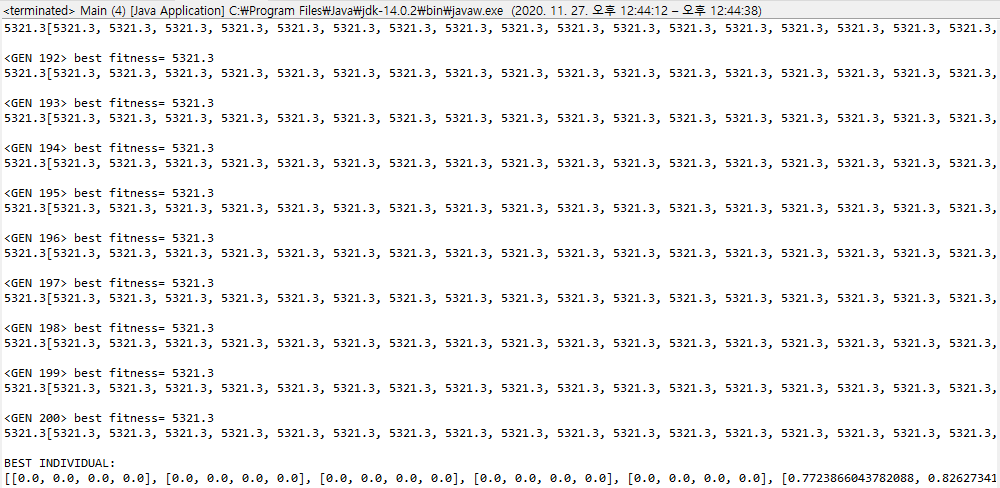 <terminated> Main (4) [Java Application] C:₩Program Files₩Java₩jdk-14.0.2₩bin₩javaw.exe (2020. 11. 27. 오후 12:44:12 – 오후 12:44:38)
5321.3[5321.3, 5321.3, 5321.3, 5321.3, 5321.3, 5321.3, 5321.3, 5321.3, 5321.3, 5321.3, 5321.3, 5321.3, 5321.3, 5321.3, 5321.3, 5321.3, 5321.3,
<GEN 192> best fitness= 5321.3
5321.3[5321.3, 5321.3, 5321.3, 5321.3, 5321.3, 5321.3, 5321.3, 5321.3, 5321.3, 5321.3, 5321.3, 5321.3, 5321.3, 5321.3, 5321.3, 5321.3, 5321.3,
<GEN 193> best fitness= 5321.3
5321.3[5321.3, 5321.3, 5321.3, 5321.3, 5321.3, 5321.3, 5321.3, 5321.3, 5321.3, 5321.3, 5321.3, 5321.3, 5321.3, 5321.3, 5321.3, 5321.3, 5321.3,
<GEN 194> best fitness= 5321.3
5321.3[5321.3, 5321.3, 5321.3, 5321.3, 5321.3, 5321.3, 5321.3, 5321.3, 5321.3, 5321.3, 5321.3, 5321.3, 5321.3, 5321.3, 5321.3, 5321.3, 5321.3,
<GEN 195> best fitness= 5321.3
5321.3[5321.3, 5321.3, 5321.3, 5321.3, 5321.3, 5321.3, 5321.3, 5321.3, 5321.3, 5321.3, 5321.3, 5321.3, 5321.3, 5321.3, 5321.3, 5321.3, 5321.3,
<GEN 196> best fitness= 5321.3
5321.3[5321.3, 5321.3, 5321.3, 5321.3, 5321.3, 5321.3, 5321.3, 5321.3, 5321.3, 5321.3, 5321.3, 5321.3, 5321.3, 5321.3, 5321.3, 5321.3, 5321.3,
<GEN 197> best fitness= 5321.3
5321.3[5321.3, 5321.3, 5321.3, 5321.3, 5321.3, 5321.3, 5321.3, 5321.3, 5321.3, 5321.3, 5321.3, 5321.3, 5321.3, 5321.3, 5321.3, 5321.3, 5321.3,
<GEN 198> best fitness= 5321.3
5321.3[5321.3, 5321.3, 5321.3, 5321.3, 5321.3, 5321.3, 5321.3, 5321.3, 5321.3, 5321.3, 5321.3, 5321.3, 5321.3, 5321.3, 5321.3, 5321.3, 5321.3,
<GEN 199> best fitness= 5321.3
5321.3[5321.3, 5321.3, 5321.3, 5321.3, 5321.3, 5321.3, 5321.3, 5321.3, 5321.3, 5321.3, 5321.3, 5321.3, 5321.3, 5321.3, 5321.3, 5321.3, 5321.3,
<GEN 200> best fitness= 5321.3
5321.3[5321.3, 5321.3, 5321.3, 5321.3, 5321.3, 5321.3, 5321.3, 5321.3, 5321.3, 5321.3, 5321.3, 5321.3, 5321.3, 5321.3, 5321.3, 5321.3, 5321.3,
BEST INDIVIDUAL:
[[0.0, 0.0, 0.0, 0.0], [0.0, 0.0, 0.0, 0.0], [0.0, 0.0, 0.0, 0.0], [0.0, 0.0, 0.0, 0.0], [0.0, 0.0, 0.0, 0.0], [0.7723866043782088, 0.82627341